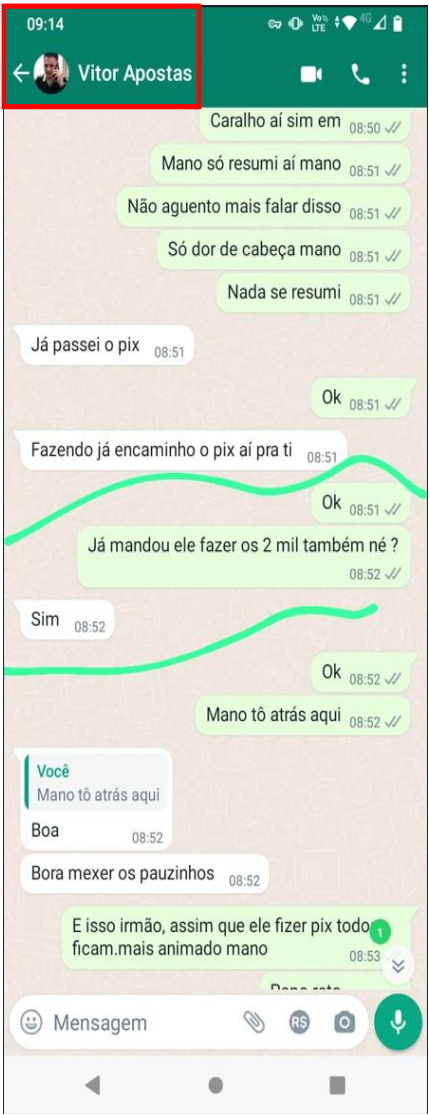 09:14 Vo)) LTE 4G
Vitor Apostas
Caralho aí sim em 08:50
Mano só resumi aí mano 08:51
Não aguento mais falar disso 08:51
Só dor de cabeça mano 08:51
Nada se resumi 08:51
Já passei o pix 08:51
Ok 08:51
Fazendo já encaminho o pix aí pra ti 08:51
Ok 08:51
Já mandou ele fazer os 2 mil também né ?
08:52
Sim 08:52
Ok 08:52
Mano tô atrás aqui 08:52
Você
Mano tô atrás aqui
Boa 08:52
Bora mexer os pauzinhos 08:52
E isso irmão, assim que ele fizer pix todo
1
ficam.mais animado mano 08:53
Mensagem R$